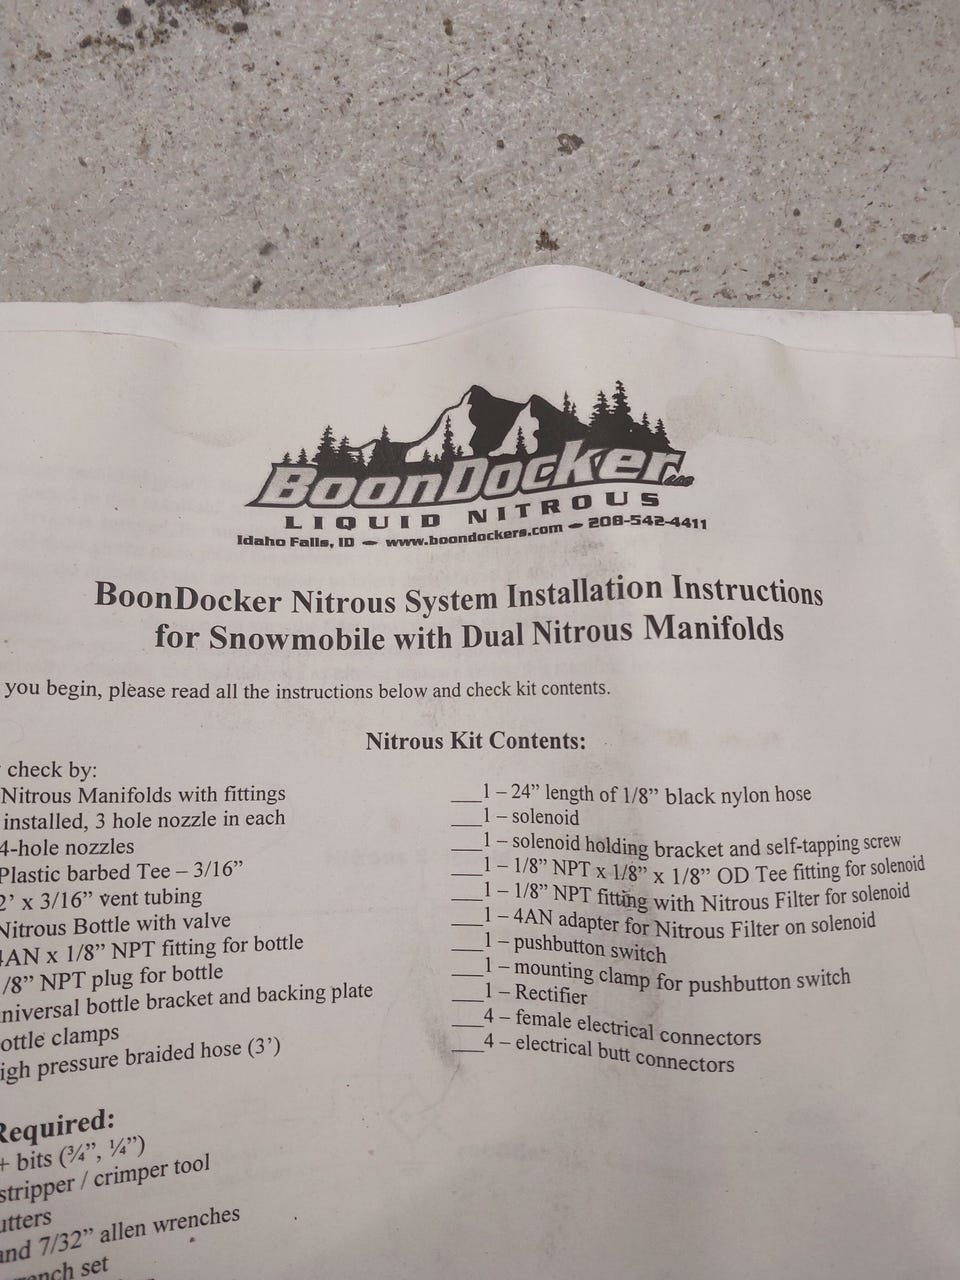 BoonDocker
LIQUID NITROUS
Idaho Falls, ID – www.boondockers.com – 208-542-4411
BoonDocker Nitrous System Installation Instructions
for Snowmobile with Dual Nitrous Manifolds
you begin, please read all the instructions below and check kit contents.
Nitrous Kit Contents:
check by:
Nitrous Manifolds with fittings
installed, 3 hole nozzle in each
4-hole nozzles
Plastic barbed Tee – 3/16”
2’ x 3/16” vent tubing
Nitrous Bottle with valve
4AN x 1/8” NPT fitting for bottle
/8” NPT plug for bottle
niversal bottle bracket and backing plate
ottle clamps
igh pressure braided hose (3’)
___1 – 24” length of 1/8” black nylon hose
___1 – solenoid
___1 – solenoid holding bracket and self-tapping screw
___1 – 1/8” NPT x 1/8” x 1/8” OD Tee fitting for solenoid
___1 – 1/8” NPT fitting with Nitrous Filter for solenoid
___1 – 4AN adapter for Nitrous Filter on solenoid
___1 – pushbutton switch
___1 – mounting clamp for pushbutton switch
___1 – Rectifier
___4 – female electrical connectors
___4 – electrical butt connectors
Required:
+ bits (¾”, ¼”)
stripper / crimper tool
utters
and 7/32” allen wrenches
rench set